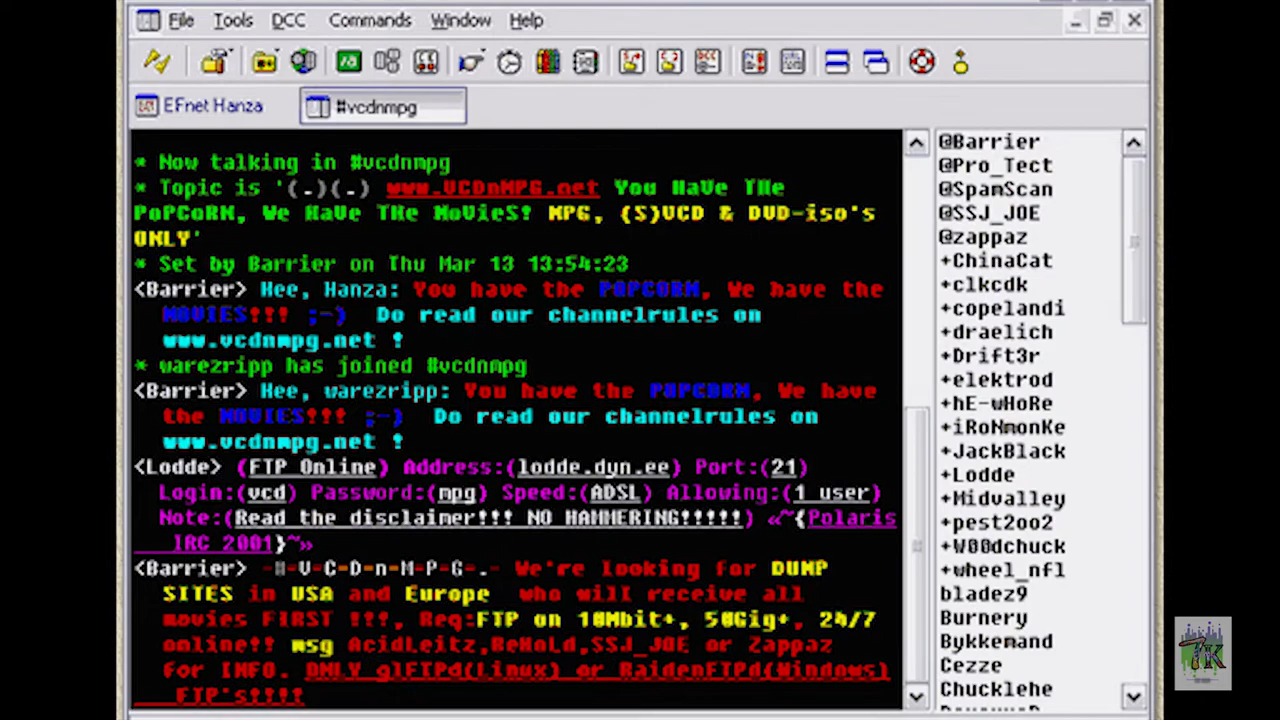 File Tools DCC Commands Window Help
EFnet Hanza #vcdnmpg
* Now talking in #vcdnmpg
* Topic is '(.)(.) www.VCDnMPG.net You HaVe THe
PoPCoRN, We HaVe THe MoVieS! MPG, (S)VCD & DVD-iso's
ONLY'
* Set by Barrier on Thu Mar 13 13:54:23
<Barrier> Hee, Hanza: You have the POPCORN, We have the
MOVIES!!! ;-) Do read our channelrules on
www.vcdnmpg.net !
* warezripp has joined #vcdnmpg
<Barrier> Hee, warezripp: You have the POPCORN, We have
the MOVIES!!! ;-) Do read our channelrules on
www.vcdnmpg.net !
<Lodde> (FTP Online) Address:(lodde.dyn.ee) Port:(21)
Login:(vcd) Password:(mpg) Speed:(ADSL) Allowing:(1 user)
Note:(Read the disclaimer!!! NO HAMMERING!!!!!) «~{Polaris
IRC 2001}~»
<Barrier> -#-V-C-D-n-M-P-G-.- We're looking for DUMP
SITES in USA and Europe who will receive all
movies FIRST !!!, Req:FTP on 10Mbit+, 50Gig+, 24/7
online!! msg AcidLeitz,BeHold,SSJ_JOE or Zappaz
for INFO. ONLY glFTPd(Linux) or RaidenFTPd(Windows)
FTP's!!!!
@Barrier
@Pro_Tect
@SpamScan
@SSJ_JOE
@zappaz
+ChinaCat
+clkcdk
+copelandi
+draelich
+Drift3r
+elektrod
+hE-wHoRe
+iRoNmonKe
+JackBlack
+Lodde
+Midvalley
+pest2oo2
+W00dchuck
+wheel_nfl
bladez9
Burnery
Bykkemand
Cezze
Chucklehe
TK